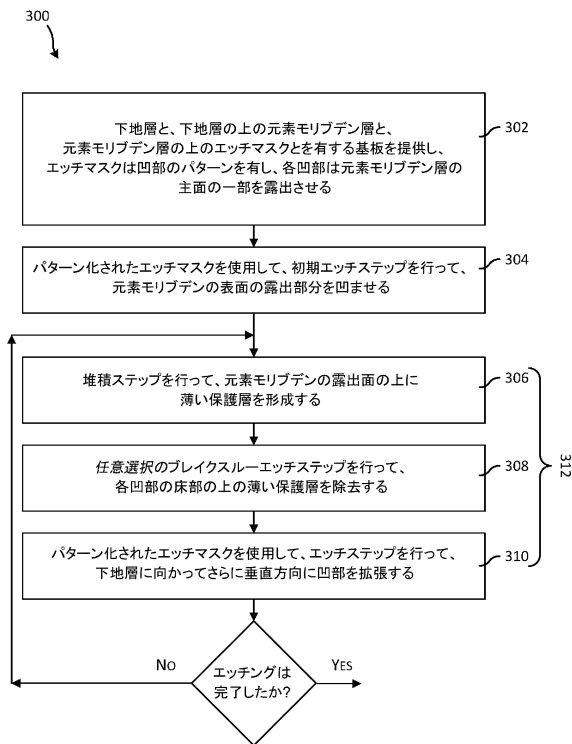 300
下地層と、下地層の上の元素モリブデン層と、
元素モリブデン層の上のエッチマスクとを有する基板を提供し、
エッチマスクは凹部のパターンを有し、各凹部は元素モリブデン層の
主面の一部を露出させる
302
パターン化されたエッチマスクを使用して、初期エッチステップを行って、
元素モリブデンの表面の露出部分を凹ませる
304
堆積ステップを行って、元素モリブデンの露出面の上に
薄い保護層を形成する
306
任意選択のブレイクスルーエッチステップを行って、
各凹部の床部の上の薄い保護層を除去する
308
312
パターン化されたエッチマスクを使用して、エッチステップを行って、
下地層に向かってさらに垂直方向に凹部を拡張する
310
NO
エッチングは
完了したか?
YES